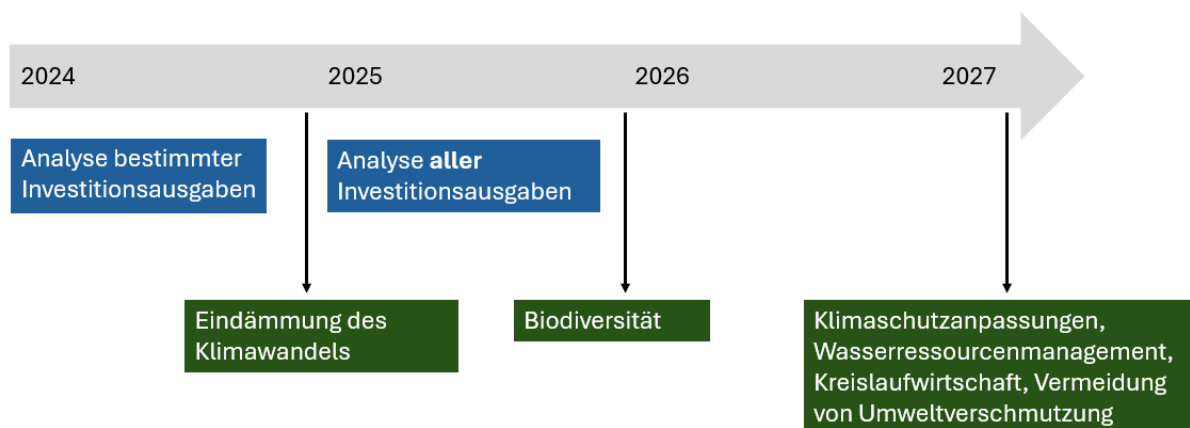 2024 2025 2026 2027
Analyse bestimmter
Investitionsausgaben
Analyse aller
Investitionsausgaben
Eindämmung des
Klimawandels
Biodiversität
Klimaschutzanpassungen,
Wasserressourcenmanagement,
Kreislaufwirtschaft, Vermeidung
von Umweltverschmutzung